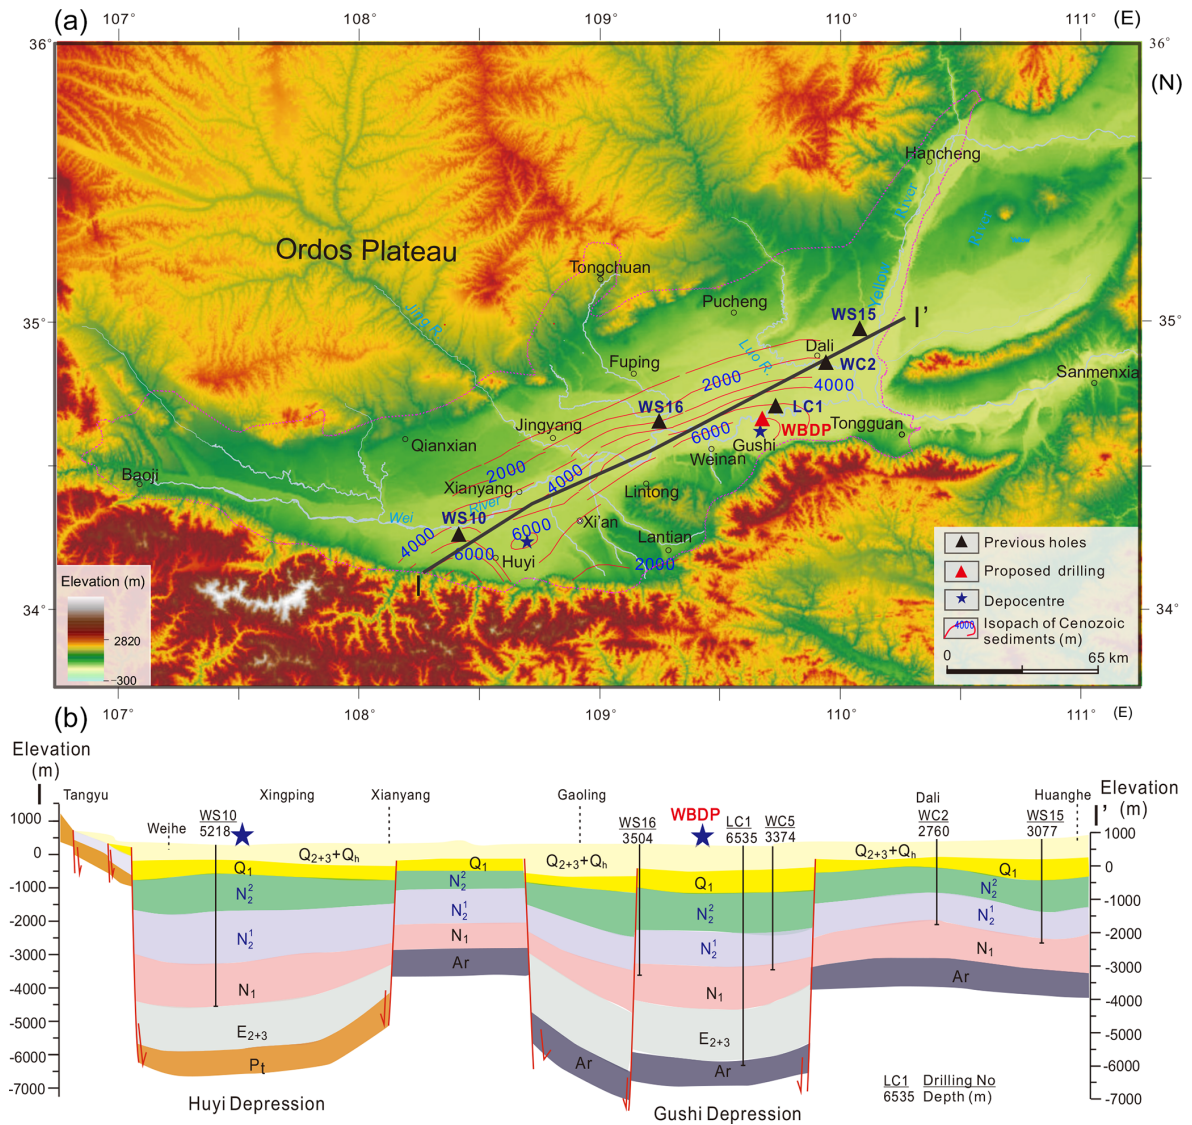 (a)
107° 108° 109° 110° 111° (E)
36° 36°
(N)
Hancheng
River
River
Yellow
Ordos Plateau
Tongchuan
Jing R.
Pucheng
Yellow
WS15
I’
35° 35°
Luo R.
Dali
WC2
Fuping
2000
4000
Sanmenxia
WS16
LC1
WBDP
Jingyang
6000
Tongguan
Qianxian
Gushi
Weinan
Baoji
2000
4000
Xianyang
Lintong
River
Wei
WS10
Xi'an
6000
4000
6000
Huyi
Lantian
2000
I
34° 34°
Elevation (m)
2820
-300
Previous holes
Proposed drilling
Depocentre
4000
Isopach of Cenozoic
sediments (m)
0 65 km
107° 108° 109° 110° 111° (E)
(b)
Elevation
(m)
I
Elevation
(m)
I’
Tangyu
Weihe
WS10
5218
Xingping
Xianyang
Gaoling
WS16
3504
WBDP
LC1
6535
WC5
3374
Dali
WC2
2760
Huanghe
WS15
3077
1000
0
-1000
-2000
-3000
-4000
-5000
-6000
-7000
1000
0
-1000
-2000
-3000
-4000
-5000
-6000
-7000
Q2+3+Qh
Q2+3+Qh
Q2+3+Qh
Q1
Q1
Q1
Q1
N₂²
N₂²
N₂²
N₂²
N₂¹
N₂¹
N₂¹
N₂¹
N1
N1
N1
N1
Ar
Ar
E2+3
E2+3
Pt
Ar
Ar
Huyi Depression
Gushi Depression
LC1 Drilling No
6535 Depth (m)